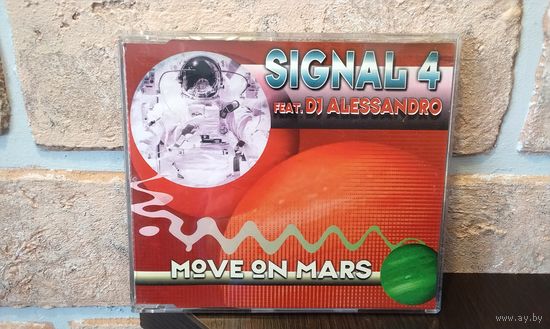 SIGNAL 4
FEAT. DJ ALESSANDRO
MOVE ON MARS
www.ay.by